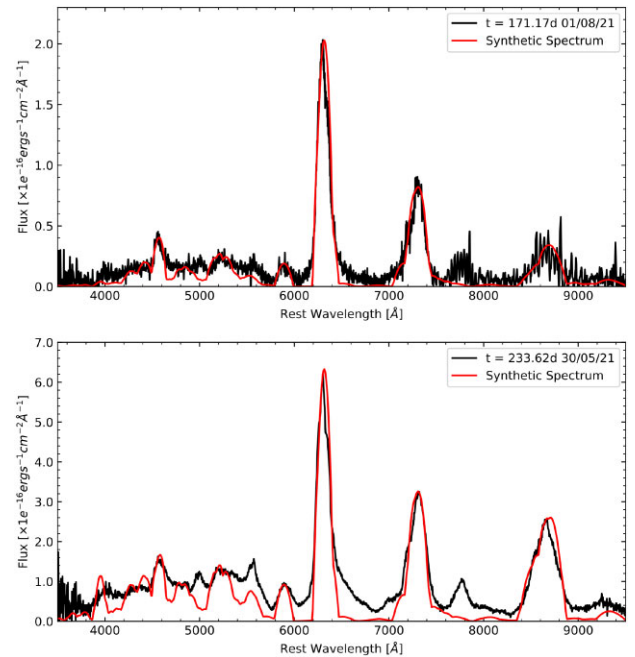 t = 171.17d 01/08/21
Synthetic Spectrum
2.0
1.5
1.0
0.5
0.0
Flux [×1e⁻¹⁶ergs⁻¹cm⁻²Å⁻¹]
4000 5000 6000 7000 8000 9000
Rest Wavelength [Å]
t = 233.62d 30/05/21
Synthetic Spectrum
7.0
6.0
5.0
4.0
3.0
2.0
1.0
0.0
Flux [×1e⁻¹⁶ergs⁻¹cm⁻²Å⁻¹]
4000 5000 6000 7000 8000 9000
Rest Wavelength [Å]